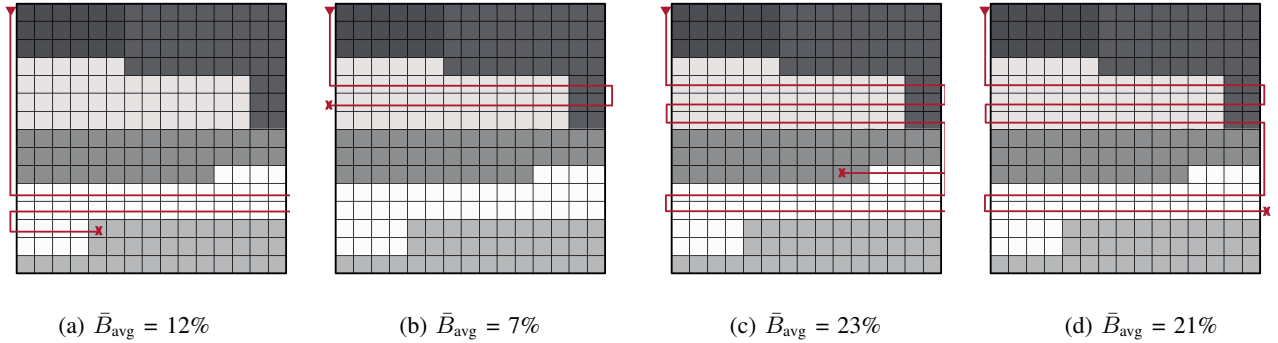 (a) B̄avg = 12%
(b) B̄avg = 7%
(c) B̄avg = 23%
(d) B̄avg = 21%